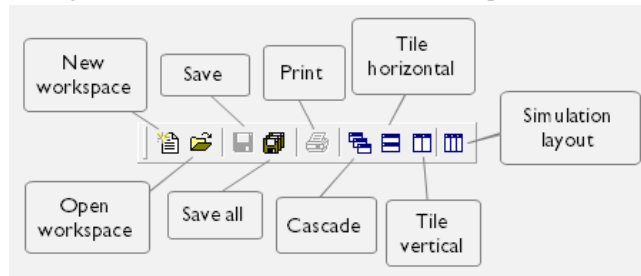 New
workspace
Save
Print
Tile
horizontal
Simulation
layout
Open
workspace
Save all
Cascade
Tile
vertical